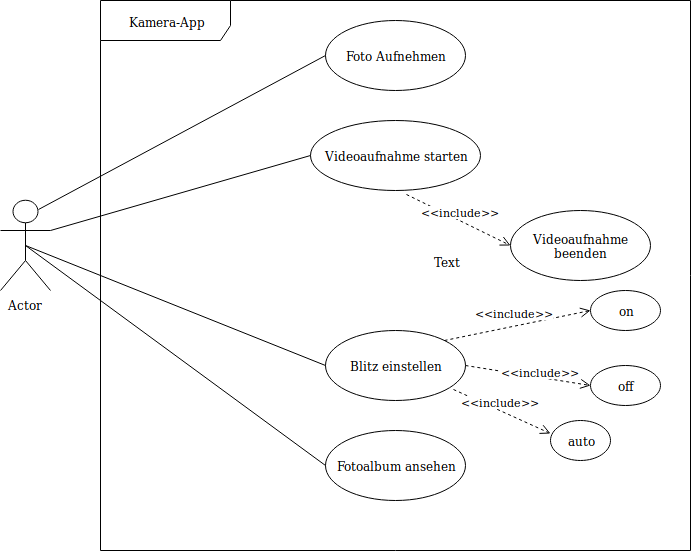 Kamera-App
Foto Aufnehmen
Videoaufnahme starten
<<include>>
Videoaufnahme
beenden
Text
Actor
<<include>>
on
Blitz einstellen
<<include>>
off
<<include>>
auto
Fotoalbum ansehen